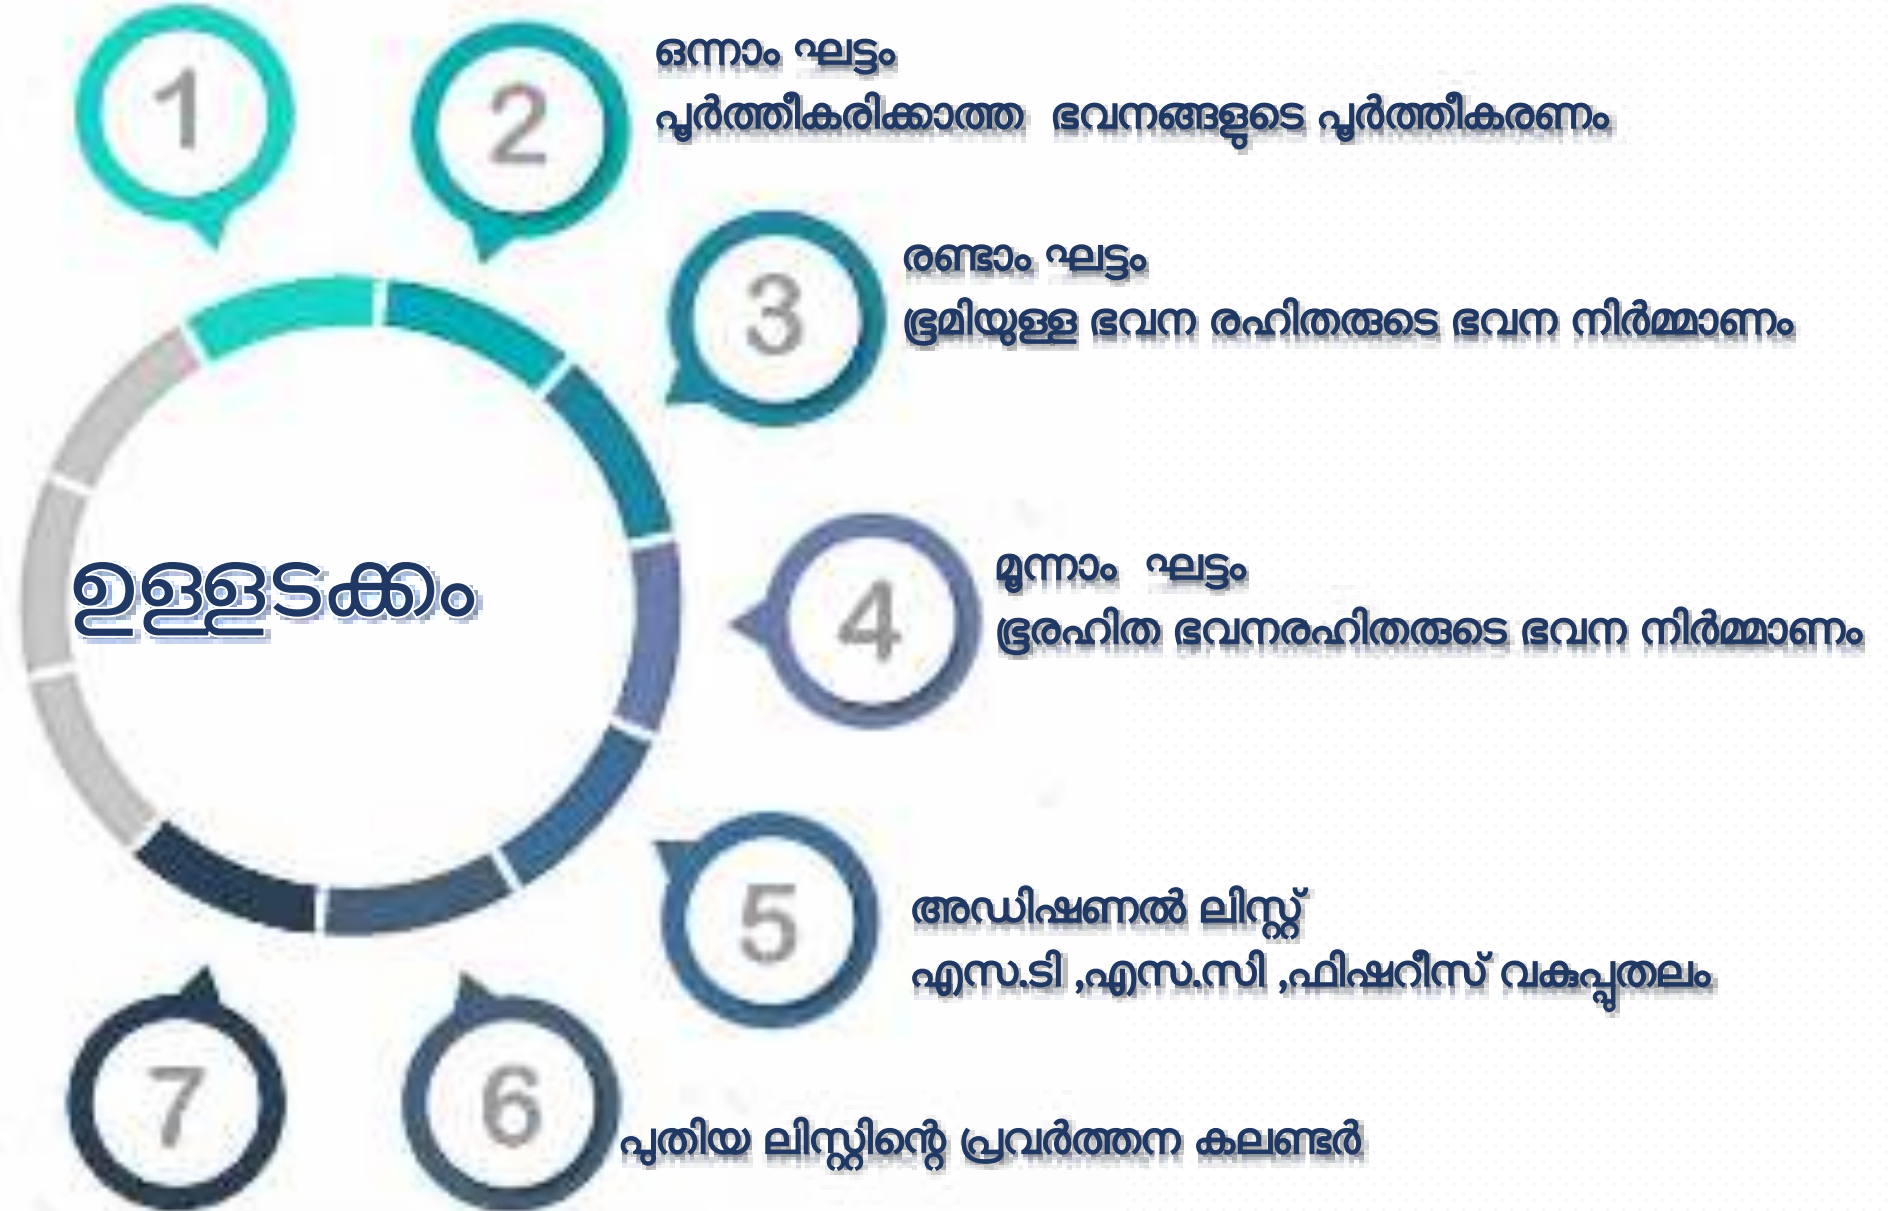 1
2
ഒന്നാം ഘട്ടം
പൂർത്തീകരിക്കാത്ത ഭവനങ്ങളുടെ പൂർത്തീകരണം
3
രണ്ടാം ഘട്ടം
ഭൂമിയുള്ള ഭവന രഹിതരുടെ ഭവന നിർമ്മാണം
ഉള്ളടക്കം
4
മൂന്നാം ഘട്ടം
ഭൂരഹിത ഭവനരഹിതരുടെ ഭവന നിർമ്മാണം
5
അഡിഷണൽ ലിസ്റ്റ്
എസ.ടി ,എസ.സി ,ഫിഷറീസ് വകുപ്പുതലം
7
6
പുതിയ ലിസ്റ്റിന്റെ പ്രവർത്തന കലണ്ടർ